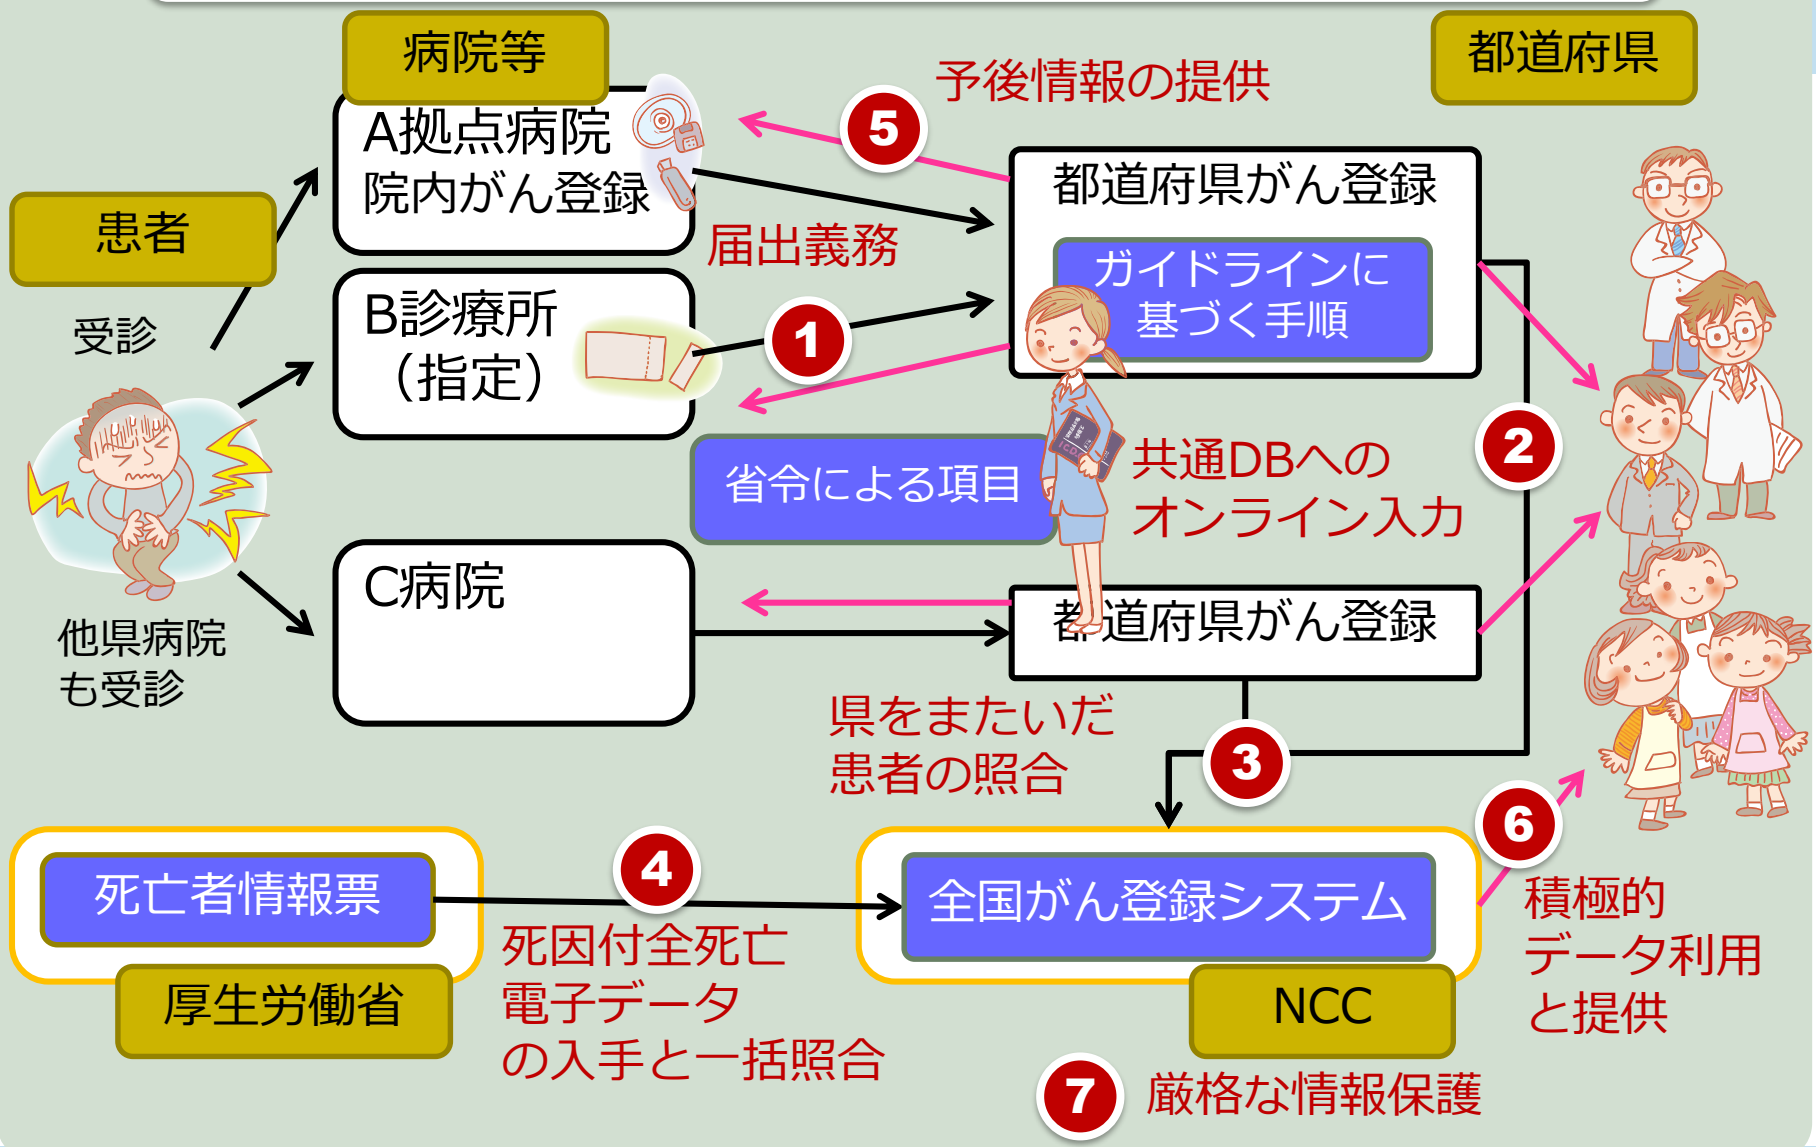 病院等
都道府県
予後情報の提供
5
A拠点病院
院内がん登録
都道府県がん登録
患者
届出義務
ガイドラインに
基づく手順
B診療所
（指定）
1
受診
2
省令による項目
共通DBへの
オンライン入力
C病院
都道府県がん登録
他県病院
も受診
県をまたいだ
患者の照合
3
6
死亡者情報票
4
全国がん登録システム
積極的
データ利用
と提供
死因付全死亡
電子データ
の入手と一括照合
厚生労働省
NCC
7
厳格な情報保護